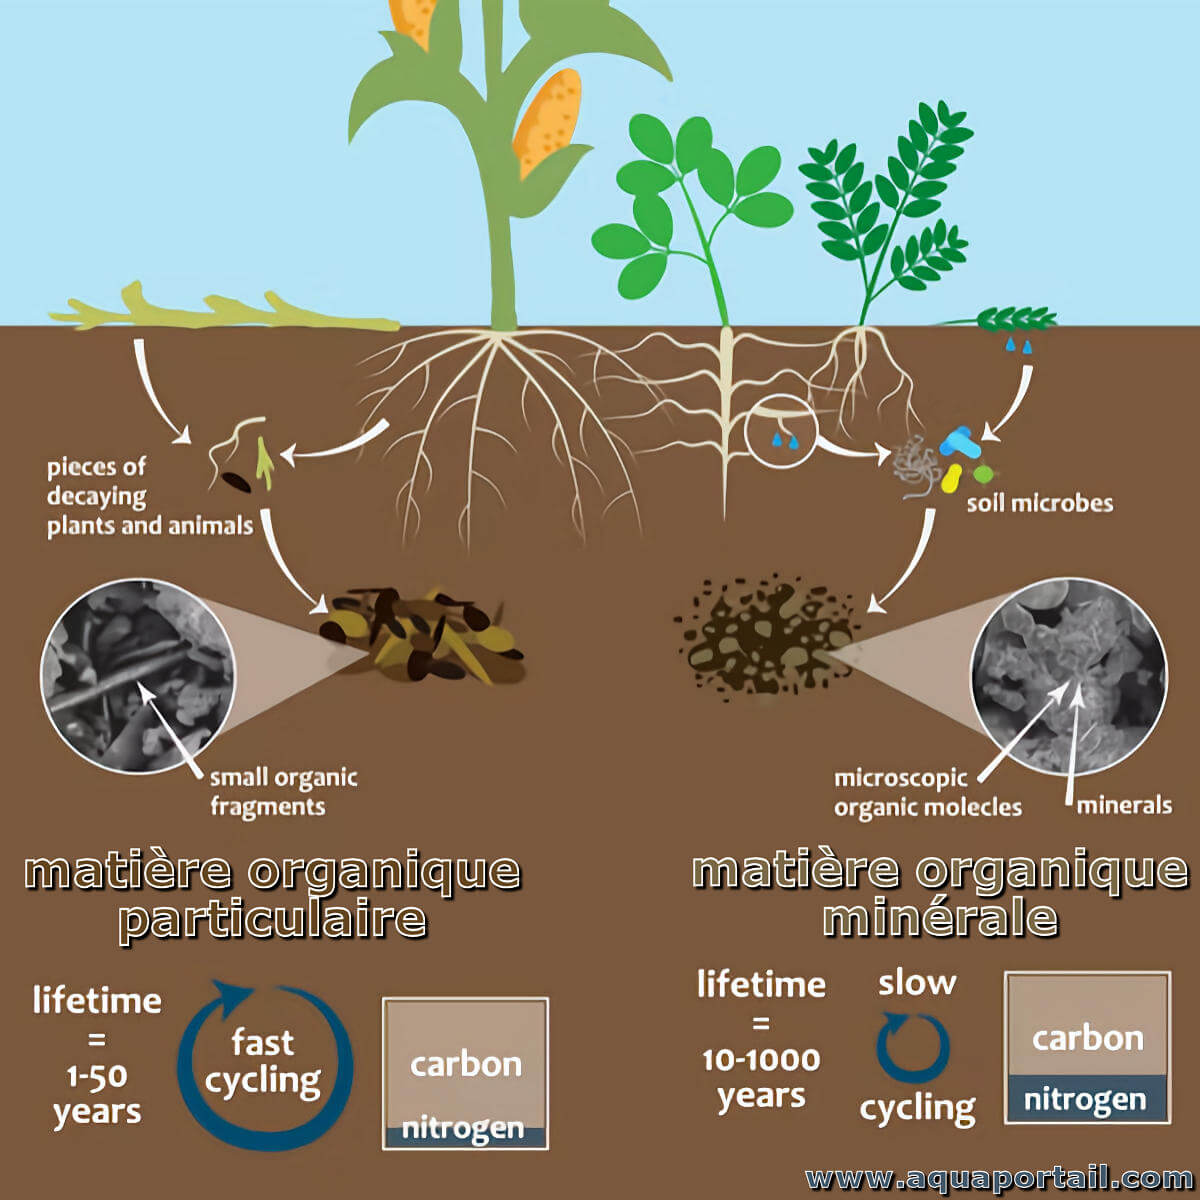 pieces of
decaying
plants and animals
soil microbes
small organic
fragments
microscopic
organic molecles
minerals
matière organique
particulaire
matière organique
minérale
lifetime
=
1-50
years
fast
cycling
carbon
nitrogen
lifetime
=
10-1000
years
slow
cycling
carbon
nitrogen
www.aquaportail.com